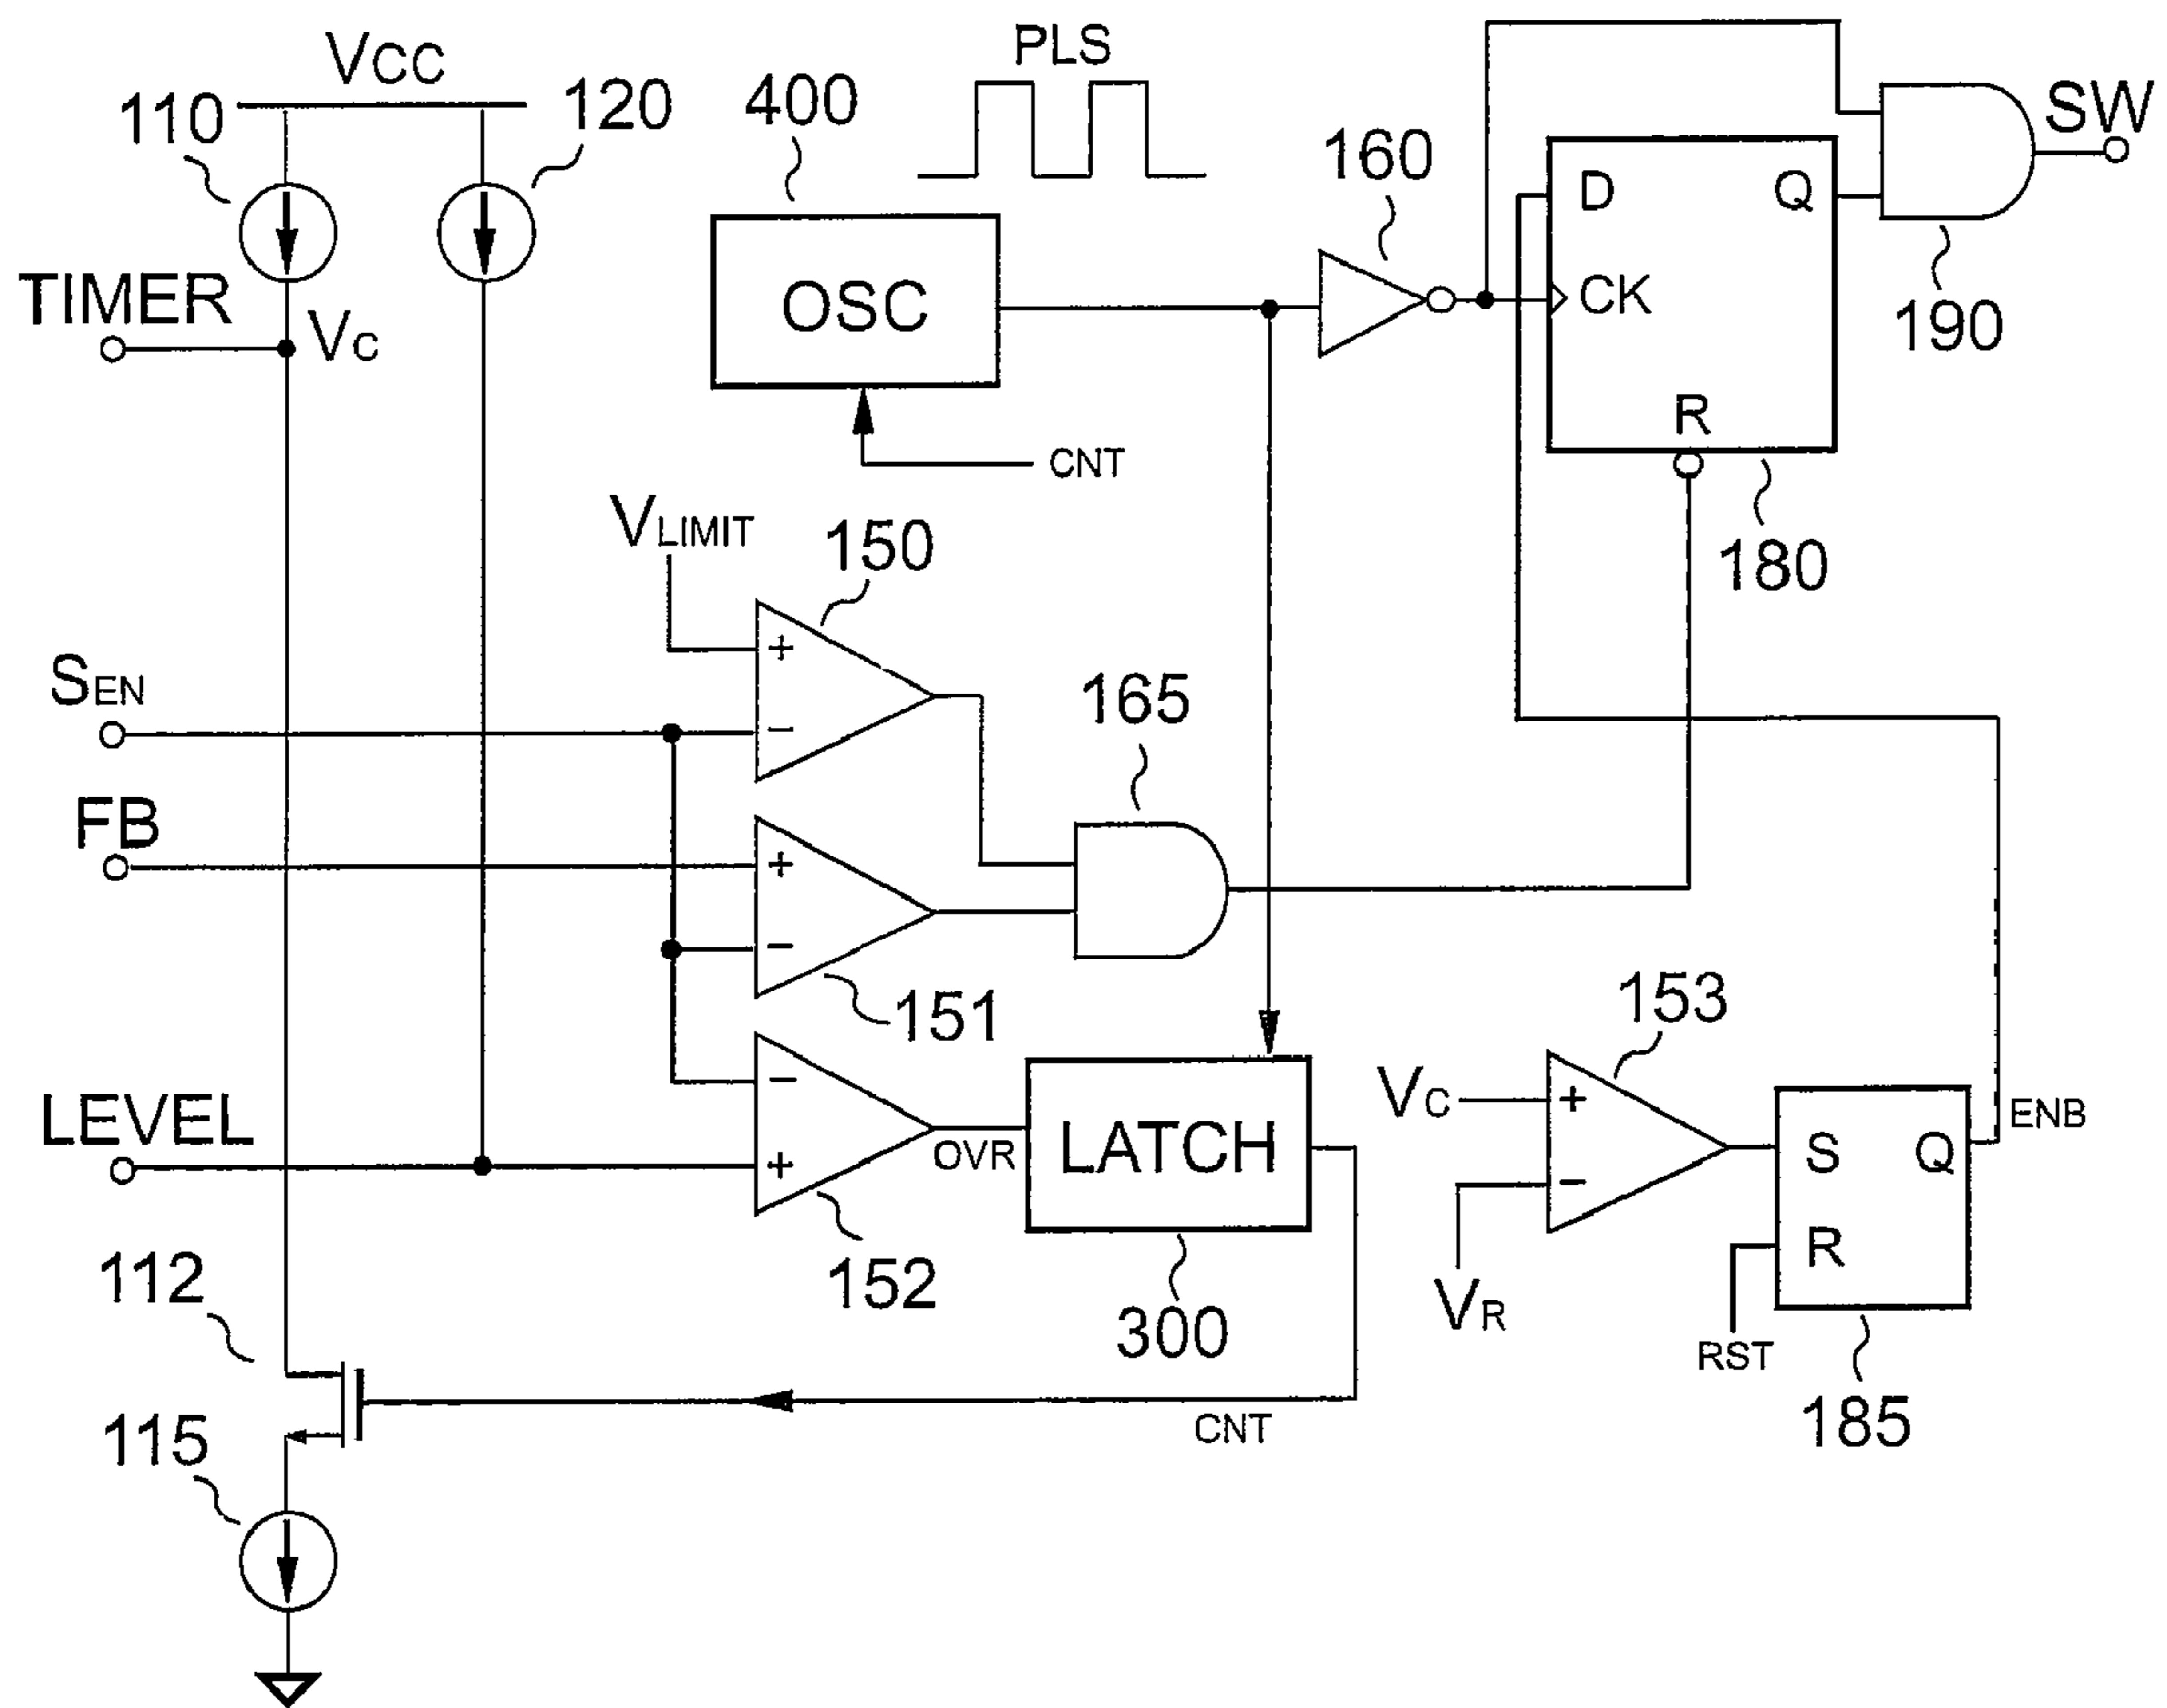 VCC
PLS
110
120
400
160
SW
D
Q
190
TIMER
VC
OSC
CK
R
CNT
VLIMIT
150
180
SEN
+
−
165
FB
+
−
151
153
LEVEL
−
+
OVR
LATCH
VC
+
−
S
Q
R
ENB
152
300
VR
RST
185
112
CNT
115